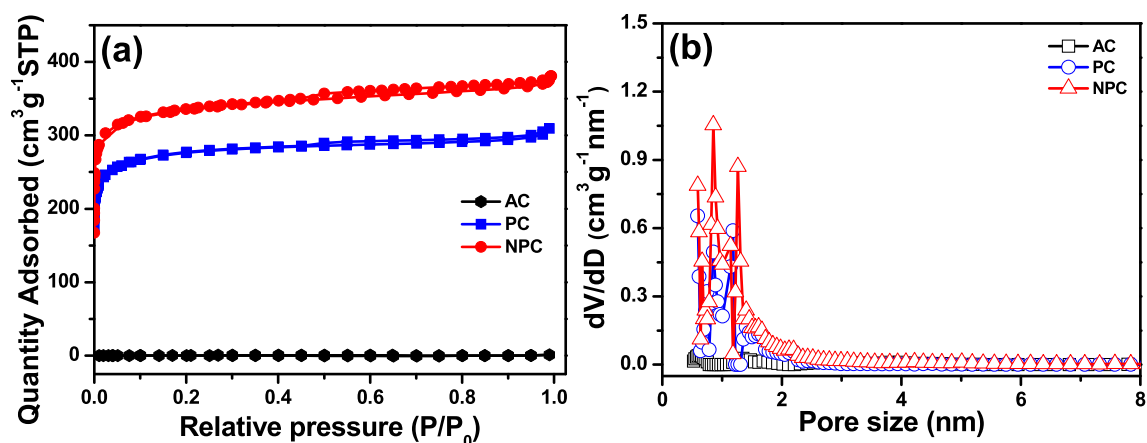 (a)
Quantity Adsorbed (cm³g⁻¹STP)
400
300
200
100
0
AC
PC
NPC
0.0 0.2 0.4 0.6 0.8 1.0
Relative pressure (P/P₀)
(b)
dV/dD (cm³g⁻¹nm⁻¹)
1.5
1.2
0.9
0.6
0.3
0.0
AC
PC
NPC
0 2 4 6 8
Pore size (nm)